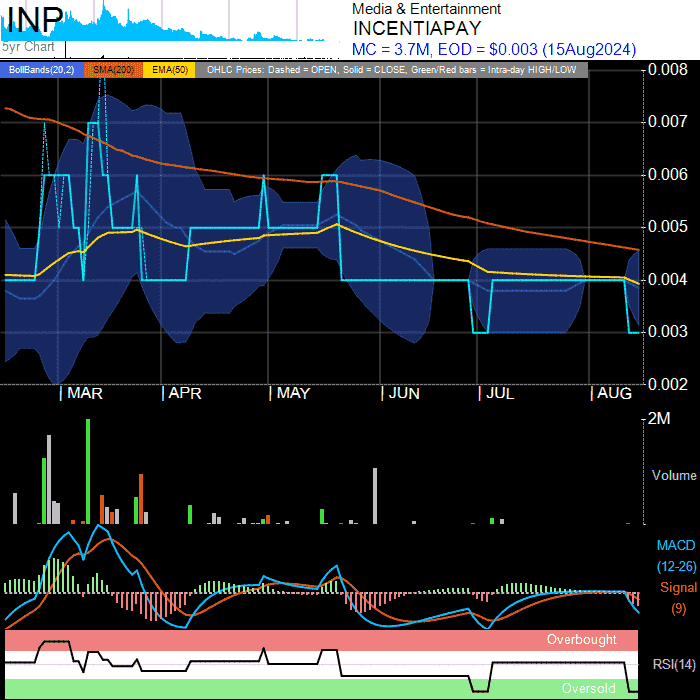 INP
5yr Chart
Media & Entertainment
INCENTIAPAY
MC = 3.7M, EOD = $0.003 (15Aug2024)
BollBands(20,2) SMA(200) EMA(50) OHLC Prices: Dashed = OPEN, Solid = CLOSE, Green/Red bars = Intra-day HIGH/LOW
0.008
0.007
0.006
0.005
0.004
0.003
0.002
MAR APR MAY JUN JUL AUG
2M
Volume
MACD
(12-26)
Signal
(9)
Overbought
RSI(14)
Oversold